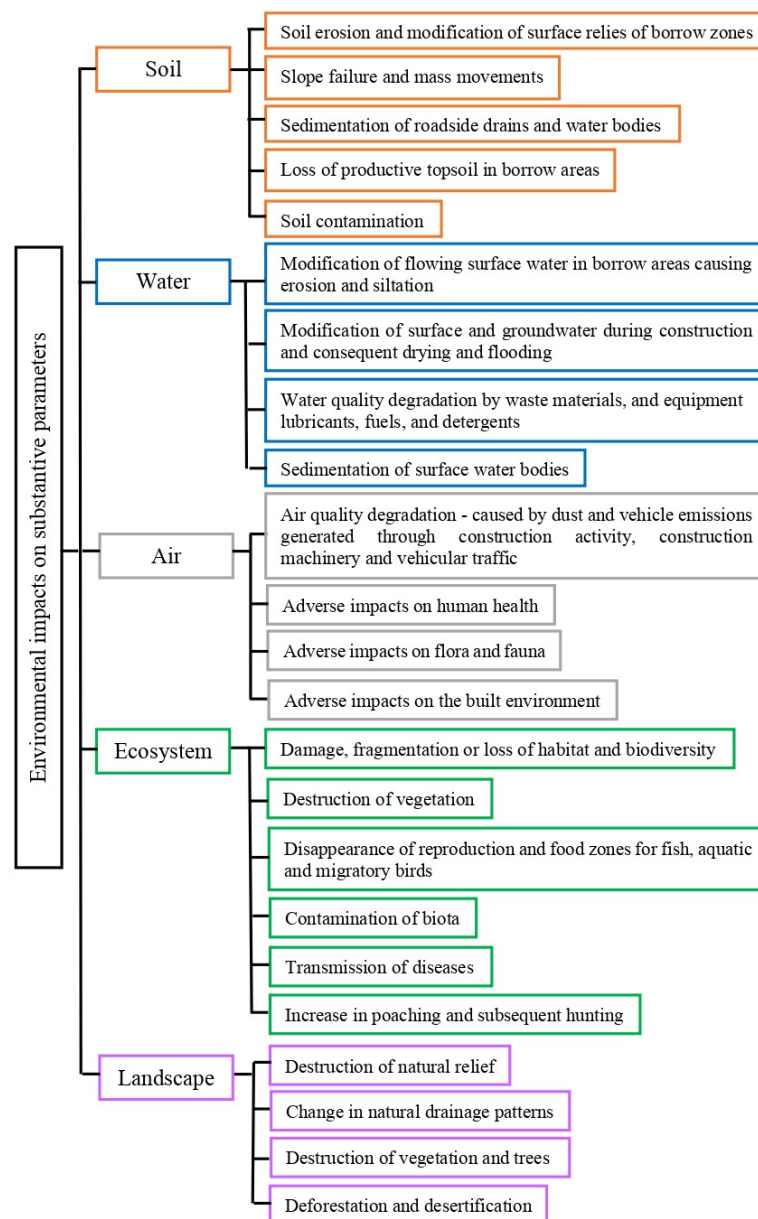 Environmental impacts on substantive parameters
Soil
Soil erosion and modification of surface relies of borrow zones
Slope failure and mass movements
Sedimentation of roadside drains and water bodies
Loss of productive topsoil in borrow areas
Soil contamination
Water
Modification of flowing surface water in borrow areas causing
erosion and siltation
Modification of surface and groundwater during construction
and consequent drying and flooding
Water quality degradation by waste materials, and equipment
lubricants, fuels, and detergents
Sedimentation of surface water bodies
Air
Air quality degradation - caused by dust and vehicle emissions
generated through construction activity, construction
machinery and vehicular traffic
Adverse impacts on human health
Adverse impacts on flora and fauna
Adverse impacts on the built environment
Ecosystem
Damage, fragmentation or loss of habitat and biodiversity
Destruction of vegetation
Disappearance of reproduction and food zones for fish, aquatic
and migratory birds
Contamination of biota
Transmission of diseases
Increase in poaching and subsequent hunting
Landscape
Destruction of natural relief
Change in natural drainage patterns
Destruction of vegetation and trees
Deforestation and desertification